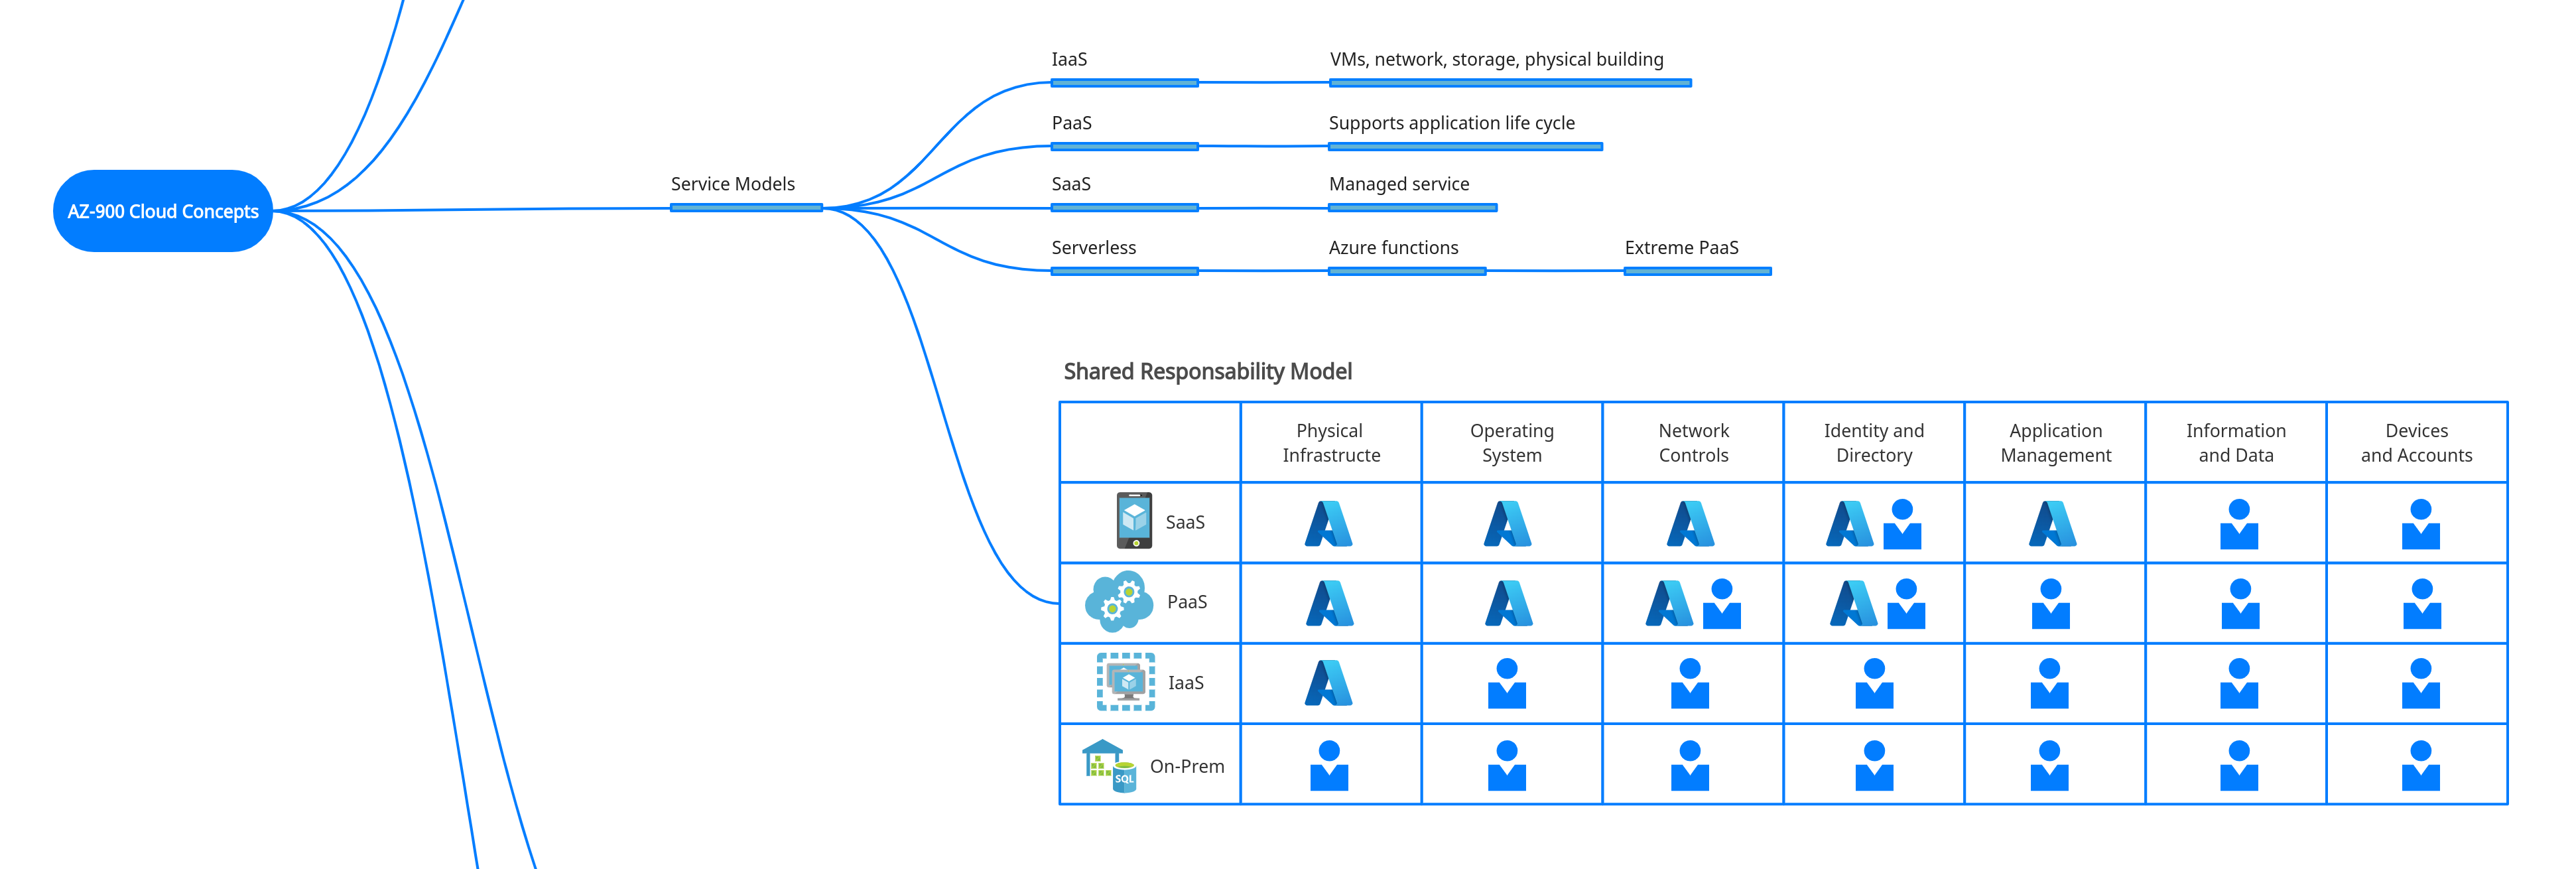 IaaS
VMs, network, storage, physical building
PaaS
Supports application life cycle
AZ-900 Cloud Concepts
Service Models
SaaS
Managed service
Serverless
Azure functions
Extreme PaaS
Shared Responsability Model
Physical
Infrastructe
Operating
System
Network
Controls
Identity and
Directory
Application
Management
Information
and Data
Devices
and Accounts
SaaS
PaaS
IaaS
SQL
On-Prem